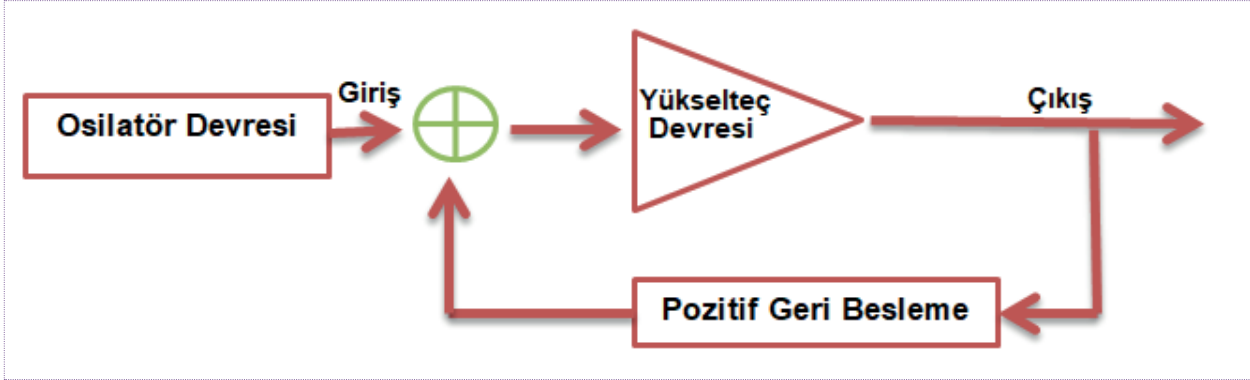 Osilatör Devresi
Giriş
Yükselteç
Devresi
Çıkış
Pozitif Geri Besleme